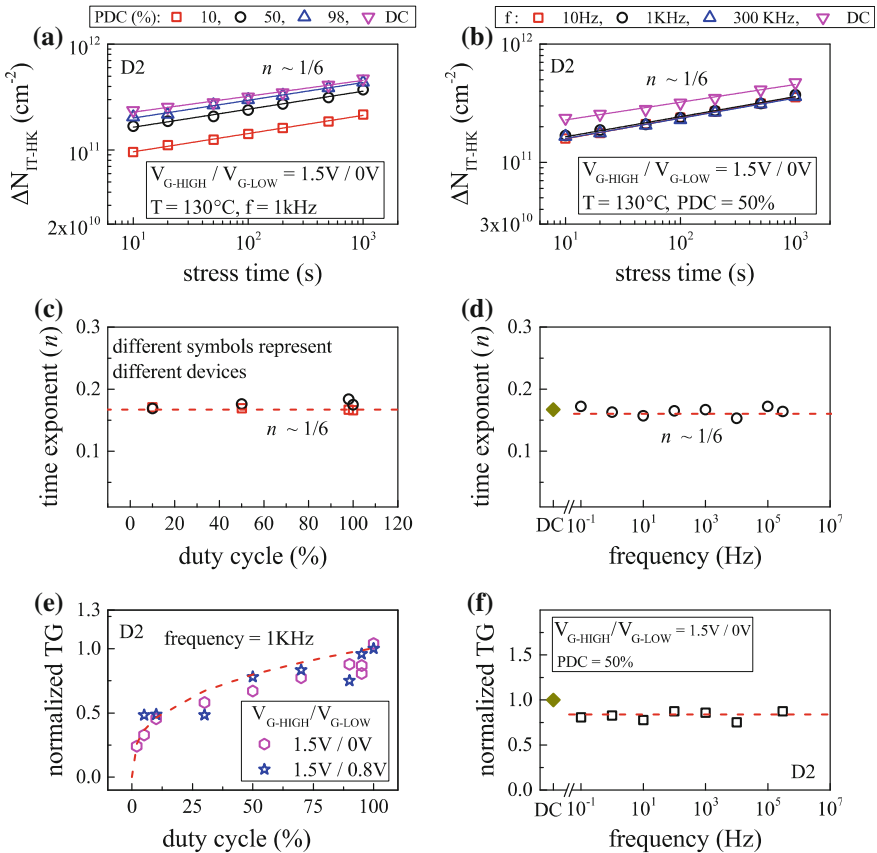 PDC (%): 10, 50, 98, DC
f : 10Hz, 1KHz, 300 KHz, DC
(a)
10^12
D2
n ~ 1/6
10^11
2x10^10
ΔN_IT-HK (cm^-2)
V_G-HIGH / V_G-LOW = 1.5V / 0V
T = 130°C, f = 1kHz
10^1 10^2 10^3
stress time (s)
(b)
10^12
D2
n ~ 1/6
10^11
3x10^10
ΔN_IT-HK (cm^-2)
V_G-HIGH / V_G-LOW = 1.5V / 0V
T = 130°C, PDC = 50%
10^1 10^2 10^3
stress time (s)
(c)
0.3
0.2
0.1
time exponent (n)
different symbols represent
different devices
n ~ 1/6
0 20 40 60 80 100 120
duty cycle (%)
(d)
0.3
0.2
0.1
time exponent (n)
n ~ 1/6
DC 10^-1 10^1 10^3 10^5 10^7
frequency (Hz)
(e)
1.3
1.0
0.5
0.0
normalized TG
D2
frequency = 1KHz
V_G-HIGH/V_G-LOW
1.5V / 0V
1.5V / 0.8V
0 25 50 75 100
duty cycle (%)
(f)
2.0
1.5
1.0
0.5
0.0
normalized TG
V_G-HIGH/V_G-LOW = 1.5V / 0V
PDC = 50%
D2
DC 10^-1 10^1 10^3 10^5 10^7
frequency (Hz)